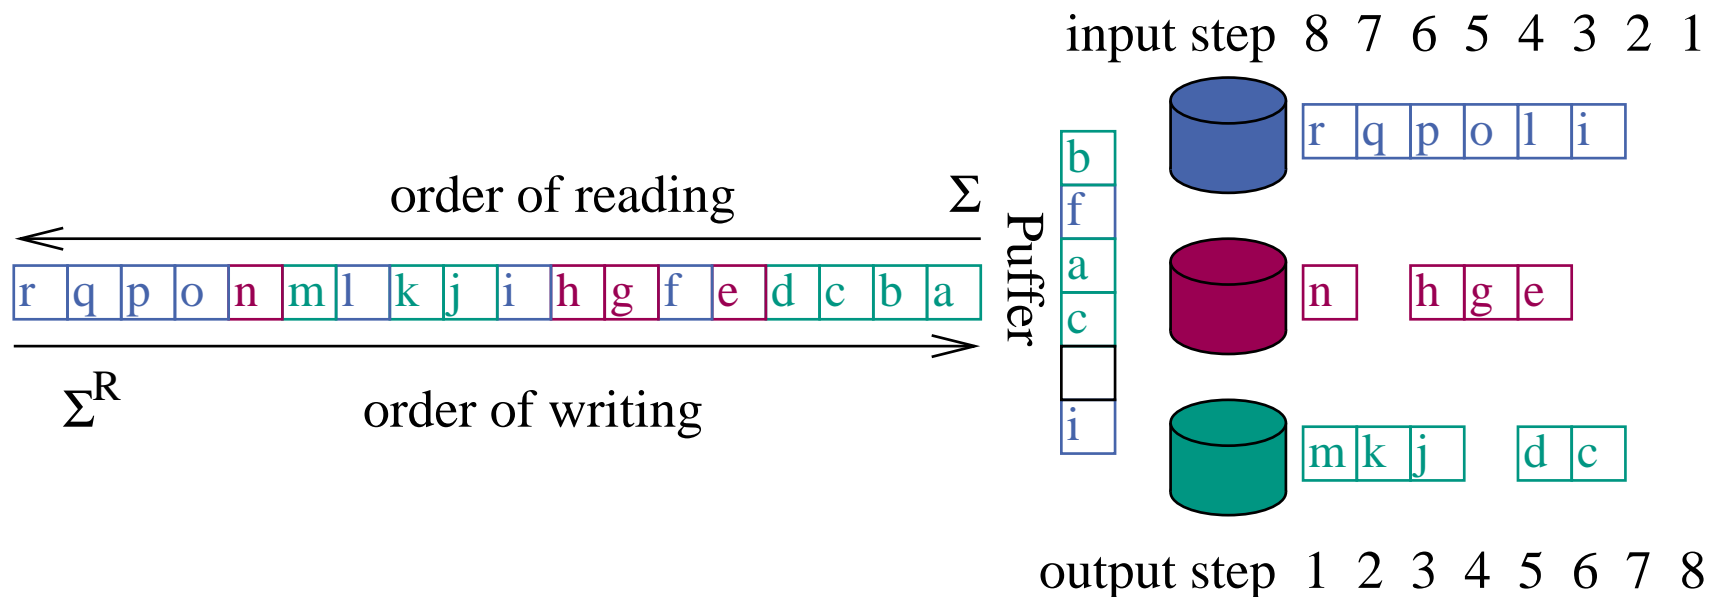 input step 8 7 6 5 4 3 2 1
r q p o l i
b
f
a
c
i
Puffer
order of reading Σ
r q p o n m l k j i h g f e d c b a
n h g e
Σ^R order of writing
m k j d c
output step 1 2 3 4 5 6 7 8